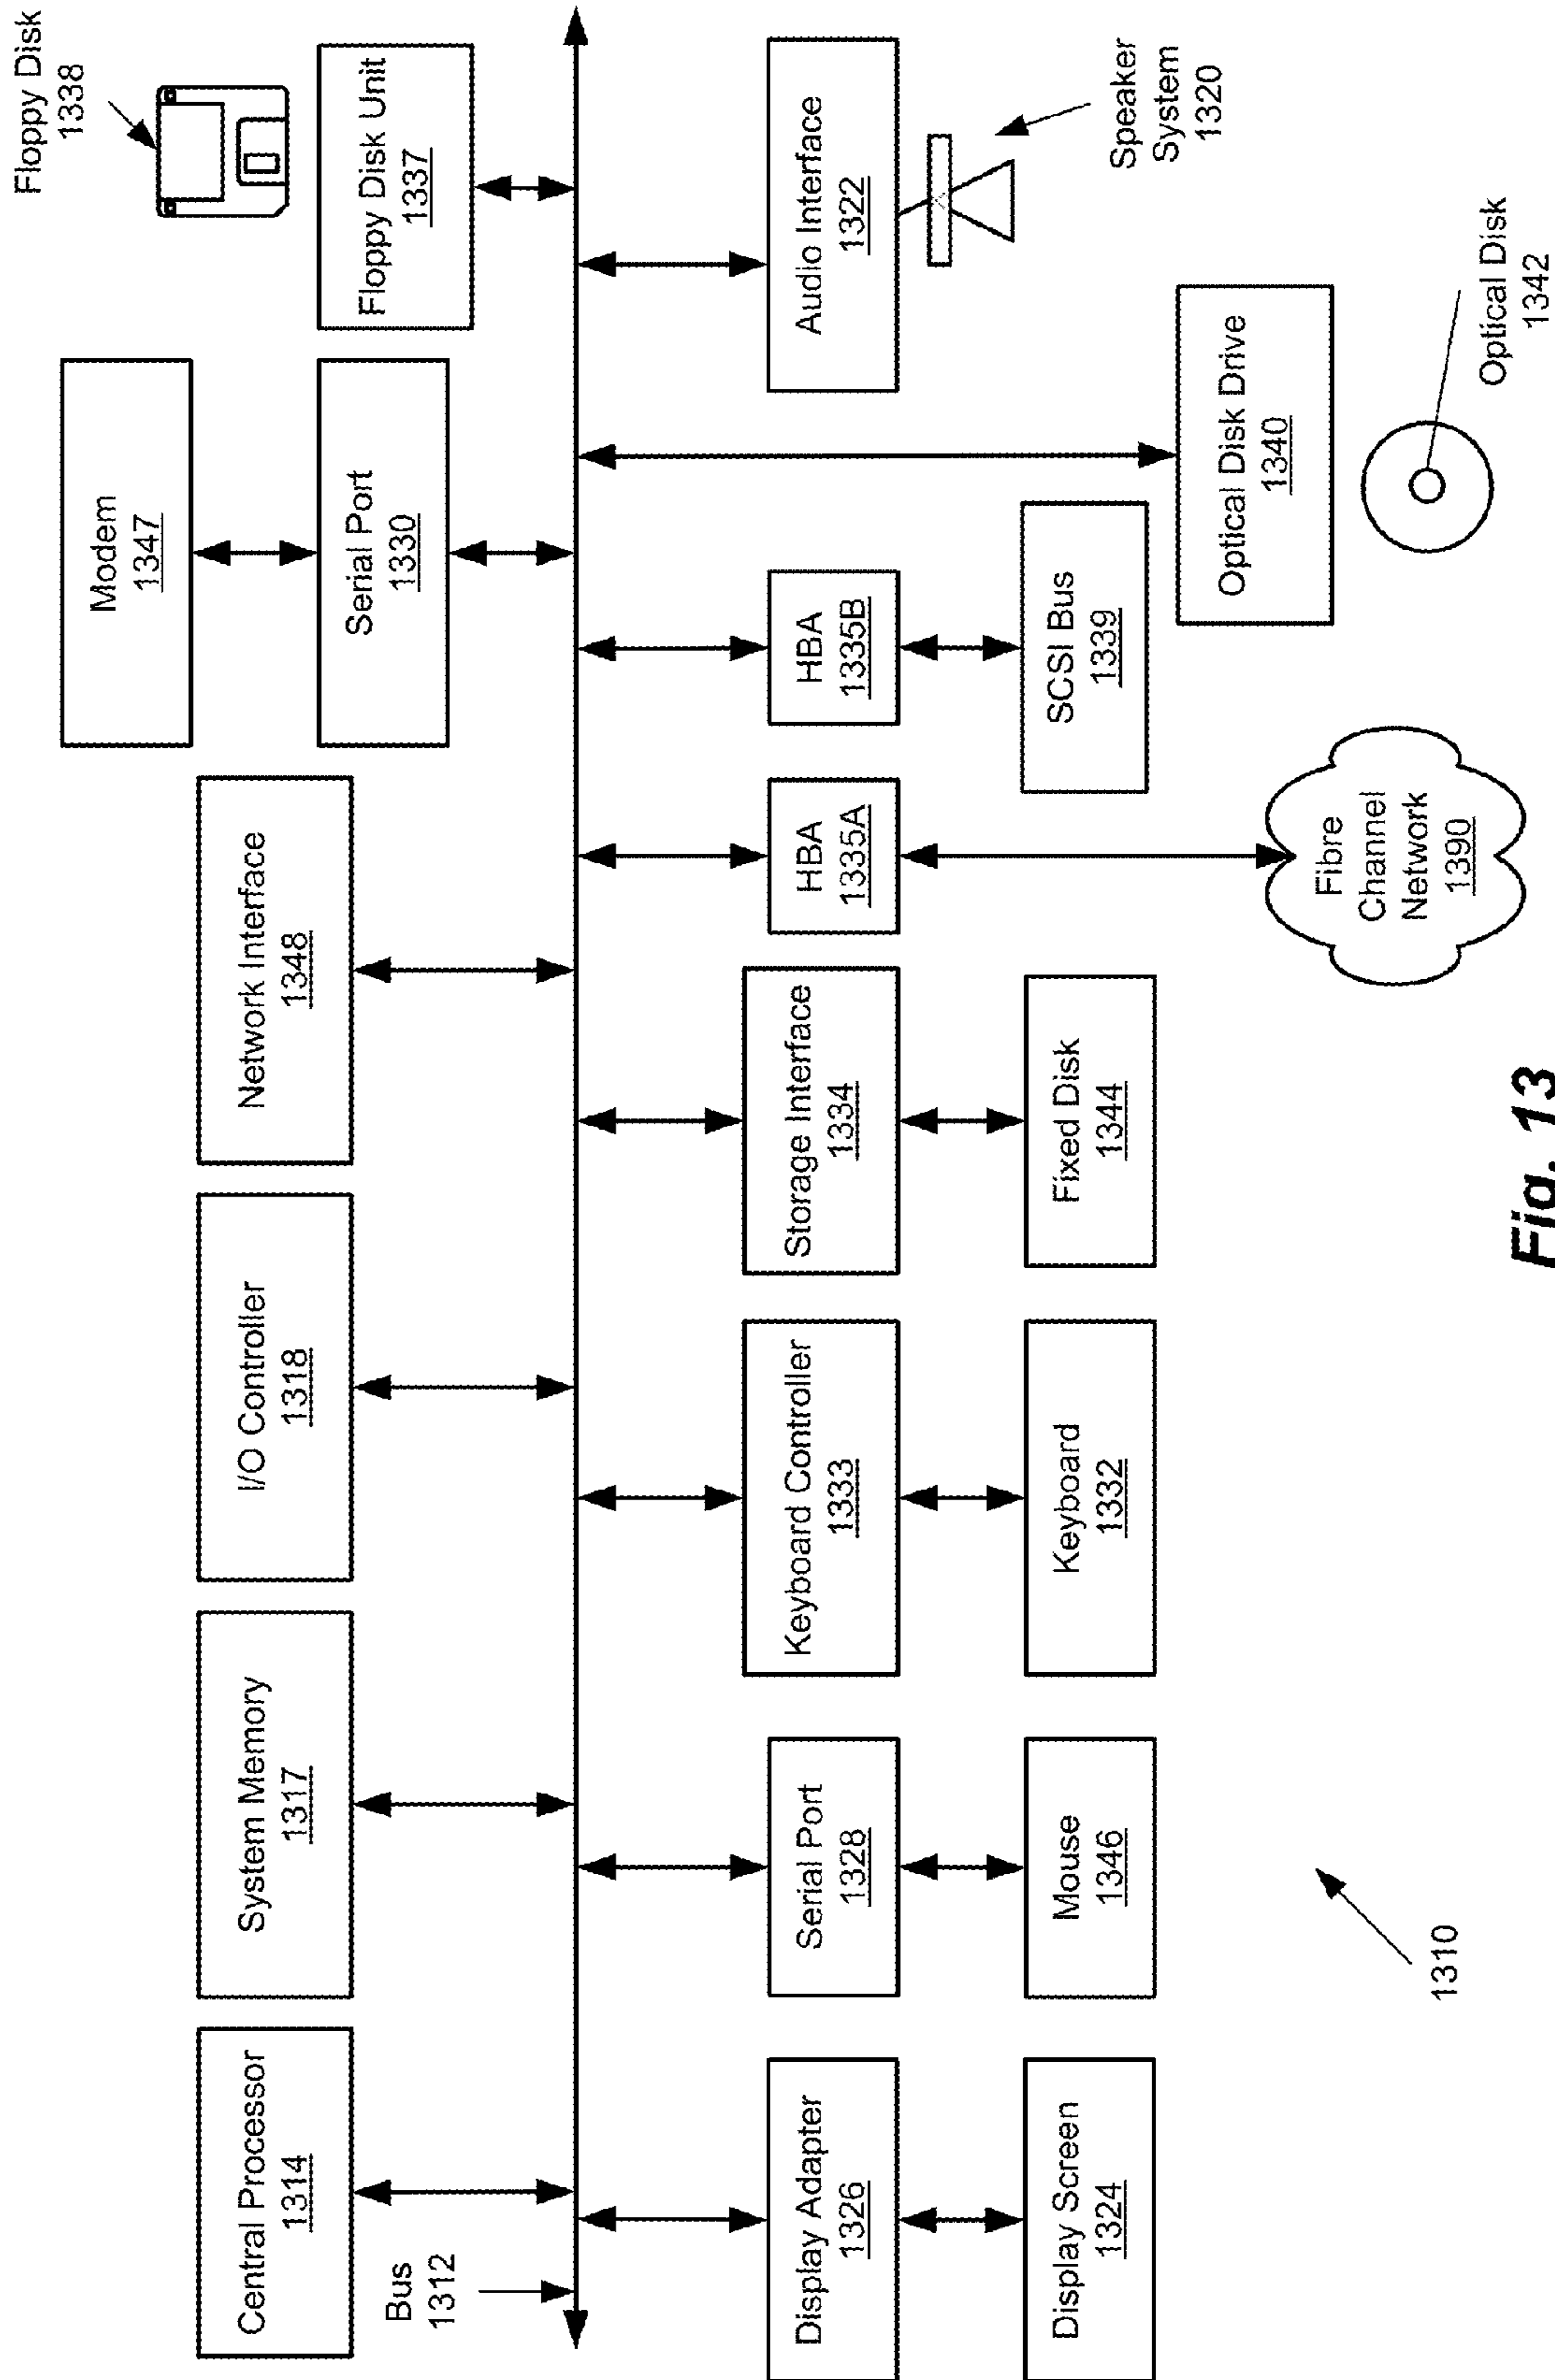 Central Processor
1314
System Memory
1317
I/O Controller
1318
Network Interface
1348
Modem
1347
Serial Port
1330
Floppy Disk
1338
Floppy Disk Unit
1337
Bus
1312
Display Adapter
1326
Display Screen
1324
Serial Port
1328
Mouse
1346
Keyboard Controller
1333
Keyboard
1332
Storage Interface
1334
Fixed Disk
1344
HBA
1335A
Fibre
Channel
Network
1390
HBA
1335B
SCSI Bus
1339
Optical Disk Drive
1340
Optical Disk
1342
Audio Interface
1322
Speaker
System
1320
1310
Fig. 13